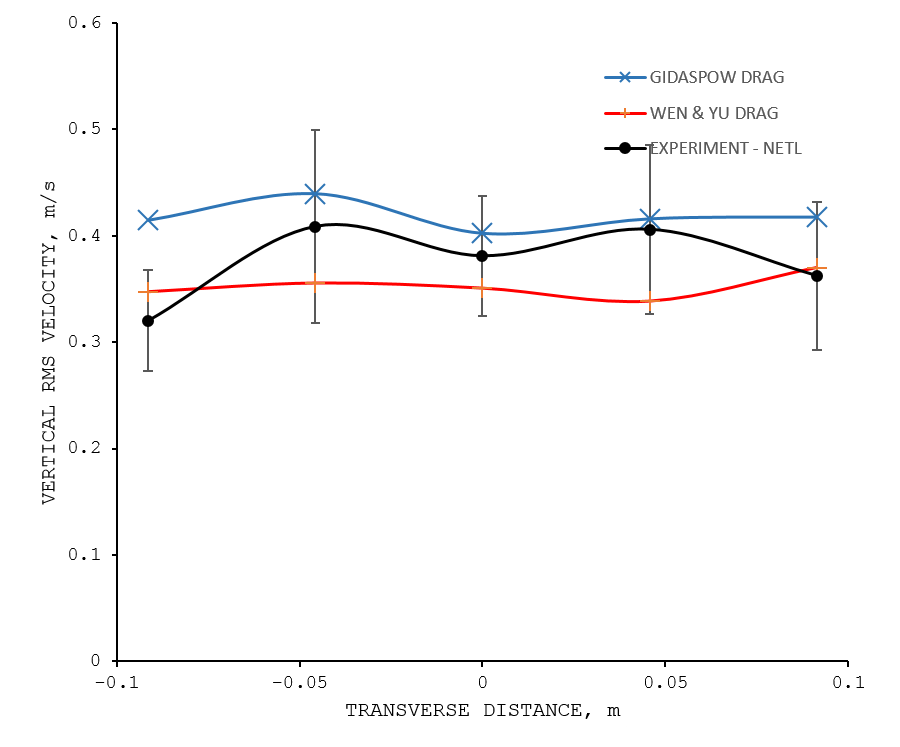 0.6
GIDASPOW DRAG
WEN & YU DRAG
0.5
EXPERIMENT - NETL
0.4
0.3
0.2
0.1
0
VERTICAL RMS VELOCITY, m/s
-0.1 -0.05 0 0.05 0.1
TRANSVERSE DISTANCE, m